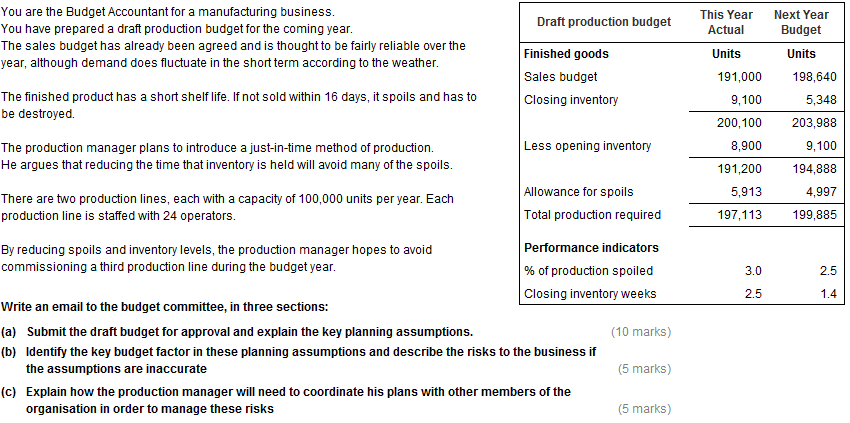 You are the Budget Accountant for a manufacturing business.
You have prepared a draft production budget for the coming year.
The sales budget has already been agreed and is thought to be fairly reliable over the
year, although demand does fluctuate in the short term according to the weather.
The finished product has a short shelf life. If not sold within 16 days, it spoils and has to
be destroyed.
The production manager plans to introduce a just-in-time method of production.
He argues that reducing the time that inventory is held will avoid many of the spoils.
There are two production lines, each with a capacity of 100,000 units per year. Each
production line is staffed with 24 operators.
By reducing spoils and inventory levels, the production manager hopes to avoid
commissioning a third production line during the budget year.
Write an email to the budget committee, in three sections:
(a) Submit the draft budget for approval and explain the key planning assumptions. (10 marks)
(b) Identify the key budget factor in these planning assumptions and describe the risks to the business if
the assumptions are inaccurate (5 marks)
(c) Explain how the production manager will need to coordinate his plans with other members of the
organisation in order to manage these risks (5 marks)
Draft production budget This Year Next Year
Actual Budget
Finished goods Units Units
Sales budget 191,000 198,640
Closing inventory 9,100 5,348
200,100 203,988
Less opening inventory 8,900 9,100
191,200 194,888
Allowance for spoils 5,913 4,997
Total production required 197,113 199,885
Performance indicators
% of production spoiled 3.0 2.5
Closing inventory weeks 2.5 1.4